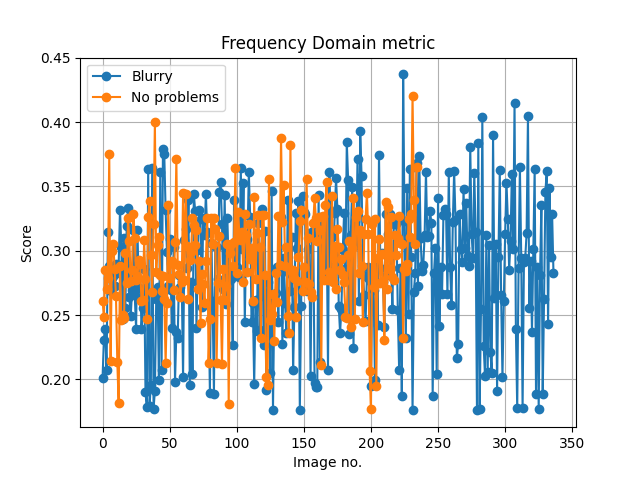 Frequency Domain metric
Blurry
No problems
Score
0.45
0.40
0.35
0.30
0.25
0.20
0 50 100 150 200 250 300 350
Image no.